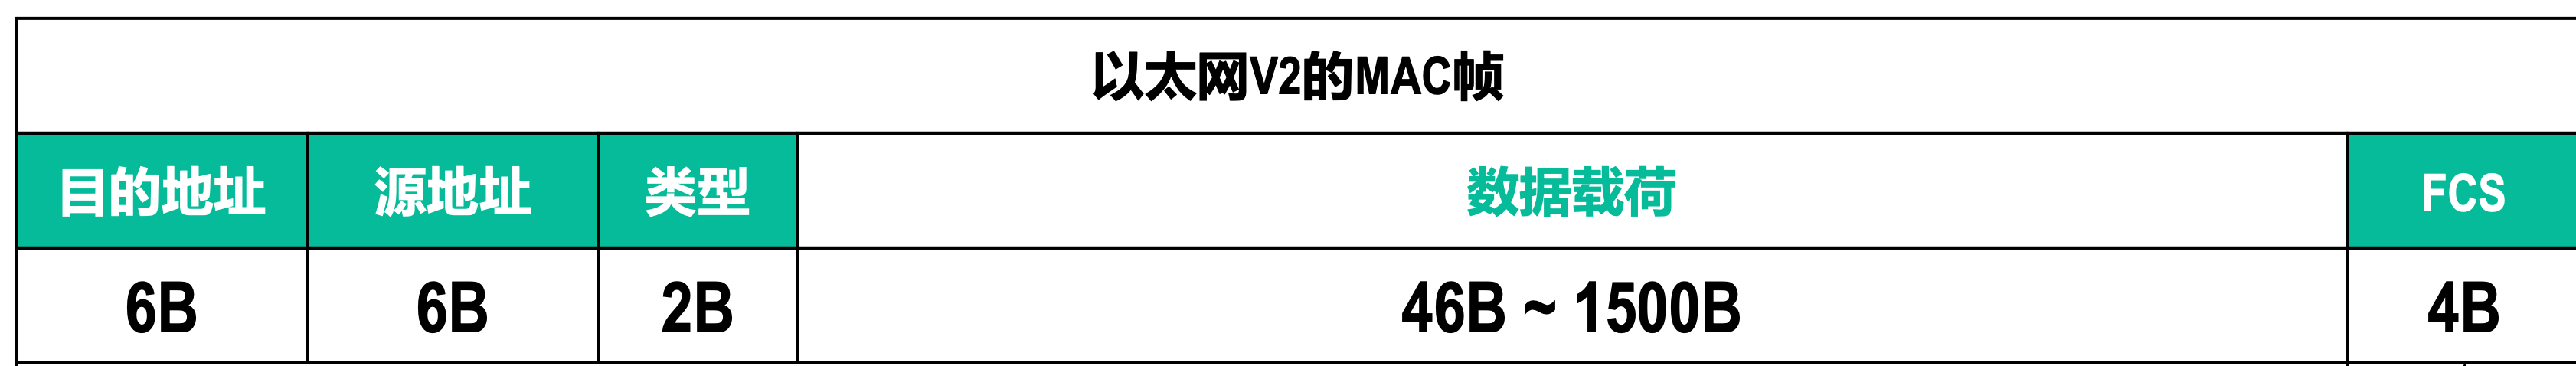 以太网V2的MAC帧
目的地址 源地址 类型 数据载荷 FCS
6B 6B 2B 46B ~ 1500B 4B